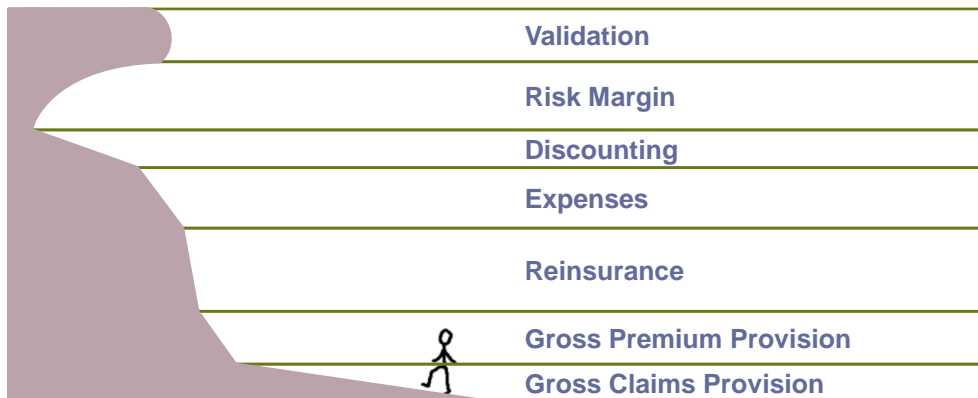 Validation
Risk Margin
Discounting
Expenses
Reinsurance
Gross Premium Provision
Gross Claims Provision